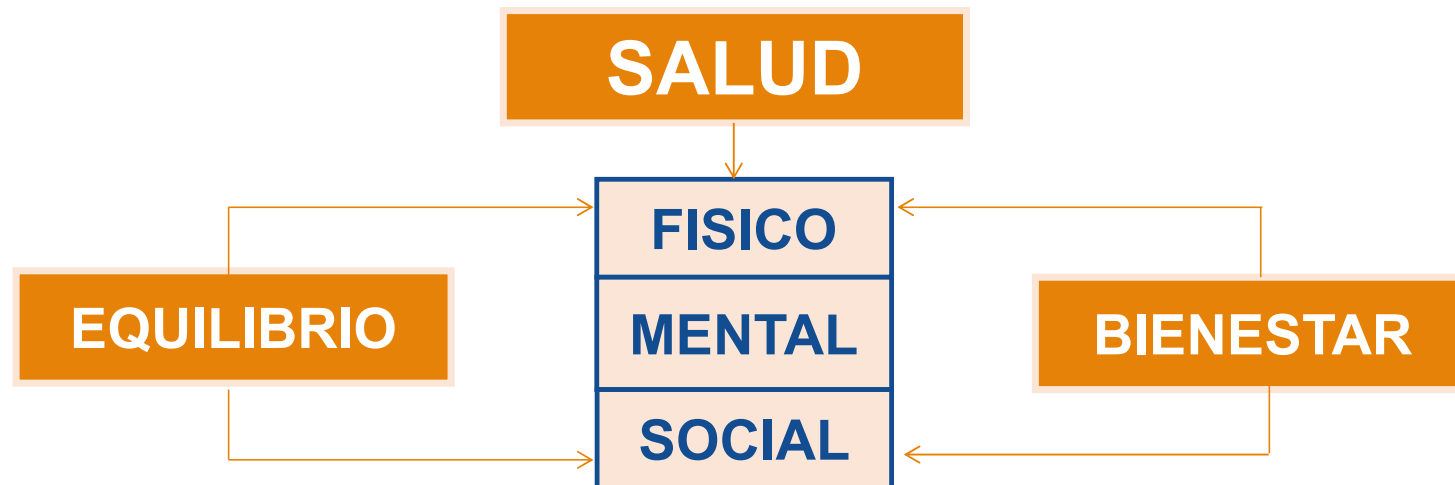 SALUD
FISICO
EQUILIBRIO
MENTAL
BIENESTAR
SOCIAL